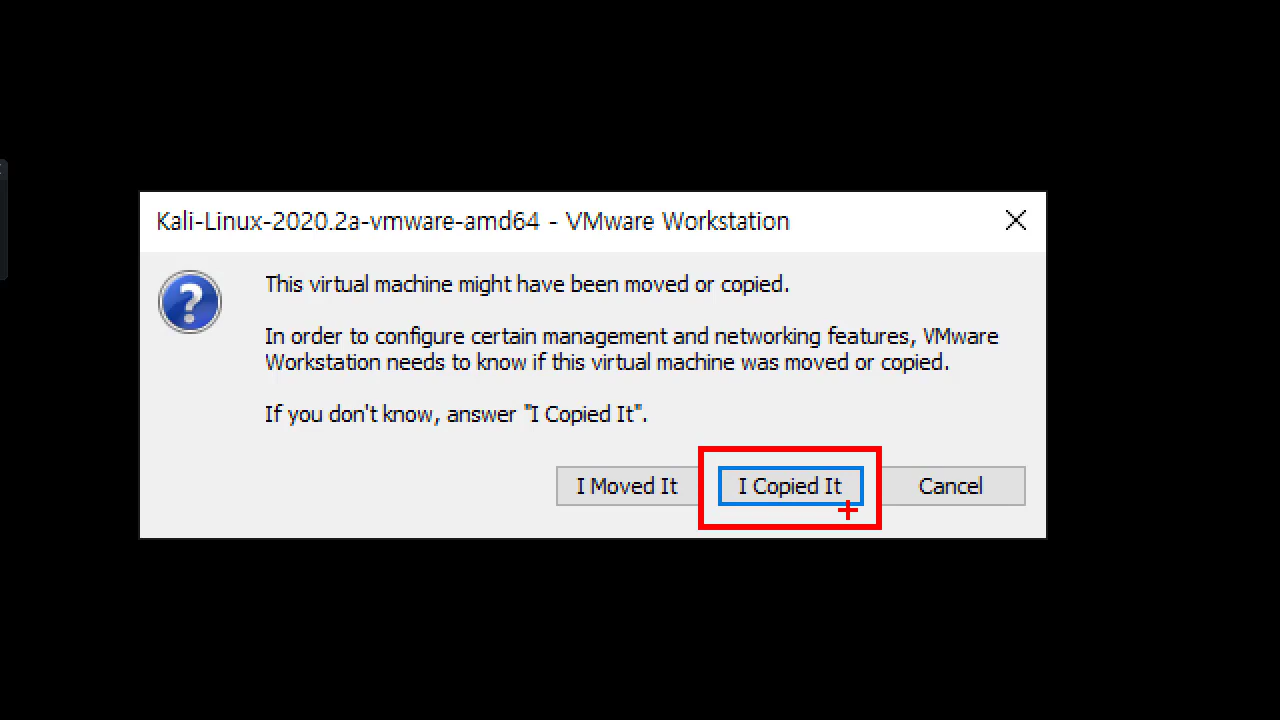 Kali-Linux-2020.2a-vmware-amd64 - VMware Workstation
This virtual machine might have been moved or copied.
In order to configure certain management and networking features, VMware
Workstation needs to know if this virtual machine was moved or copied.
If you don't know, answer "I Copied It".
I Moved It
I Copied It
Cancel